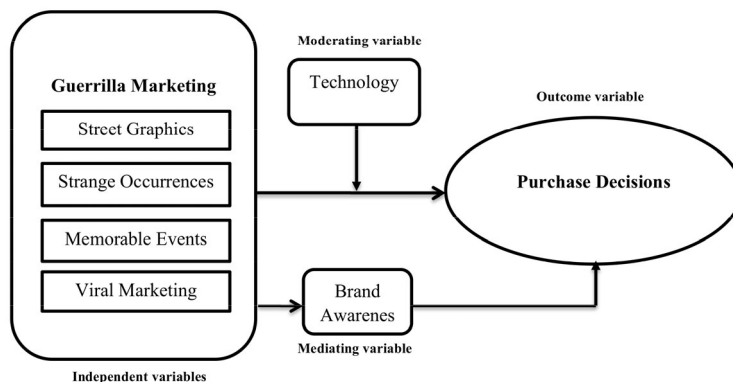 Guerrilla Marketing
Street Graphics
Strange Occurrences
Memorable Events
Viral Marketing
Independent variables
Moderating variable
Technology
Brand
Awarenes
Mediating variable
Outcome variable
Purchase Decisions